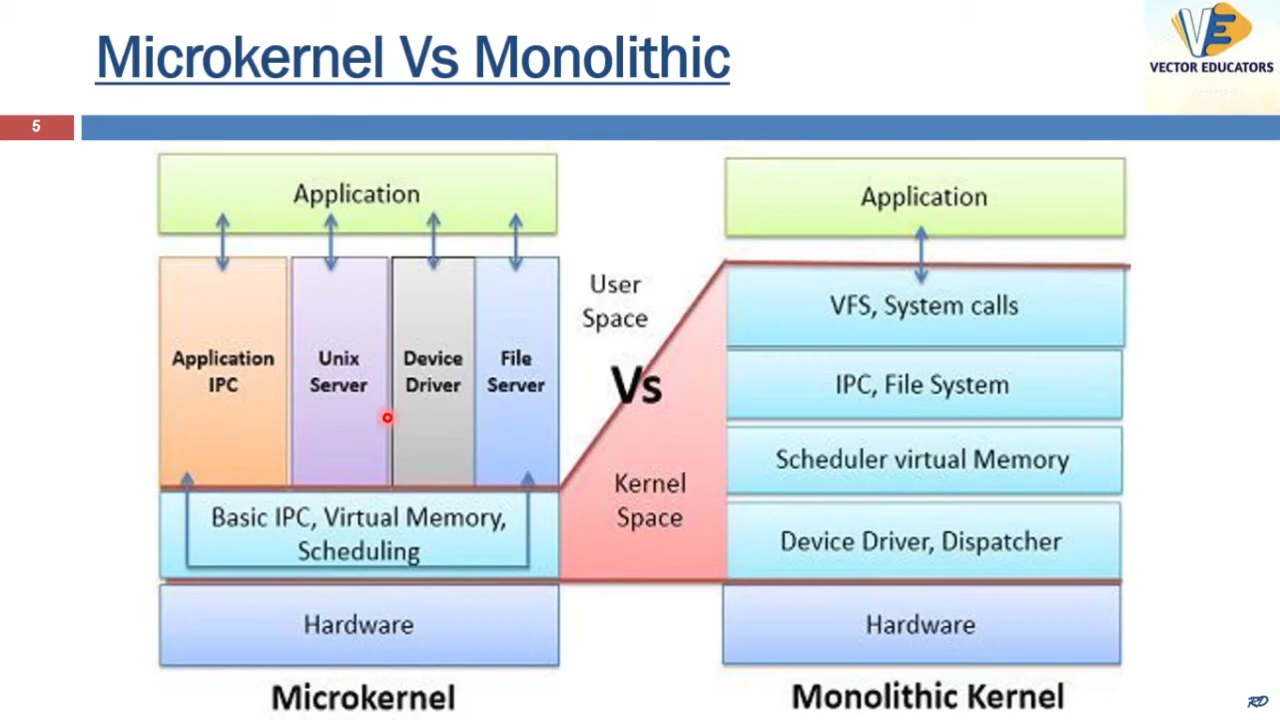 Microkernel Vs Monolithic
VE
VECTOR EDUCATORS
5
Application
Application
IPC
Unix
Server
Device
Driver
File
Server
Basic IPC, Virtual Memory,
Scheduling
Hardware
Microkernel
User
Space
Vs
Kernel
Space
Application
VFS, System calls
IPC, File System
Scheduler virtual Memory
Device Driver, Dispatcher
Hardware
Monolithic Kernel
RD